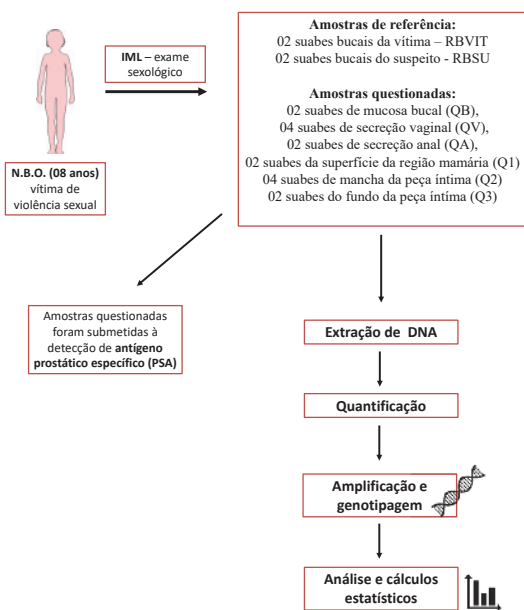 IML – exame
sexológico
N.B.O. (08 anos)
vítima de
violência sexual
Amostras de referência:
02 suabes bucais da vítima – RBVIT
02 suabes bucais do suspeito - RBSU
Amostras questionadas:
02 suabes de mucosa bucal (QB),
04 suabes de secreção vaginal (QV),
02 suabes de secreção anal (QA),
02 suabes da superfície da região mamária (Q1)
04 suabes de mancha da peça íntima (Q2)
02 suabes do fundo da peça íntíma (Q3)
Amostras questionadas
foram submetidas à
detecção de antígeno
prostático específico (PSA)
Extração de DNA
Quantificação
Amplificação e
genotipagem
Análise e cálculos
estatísticos